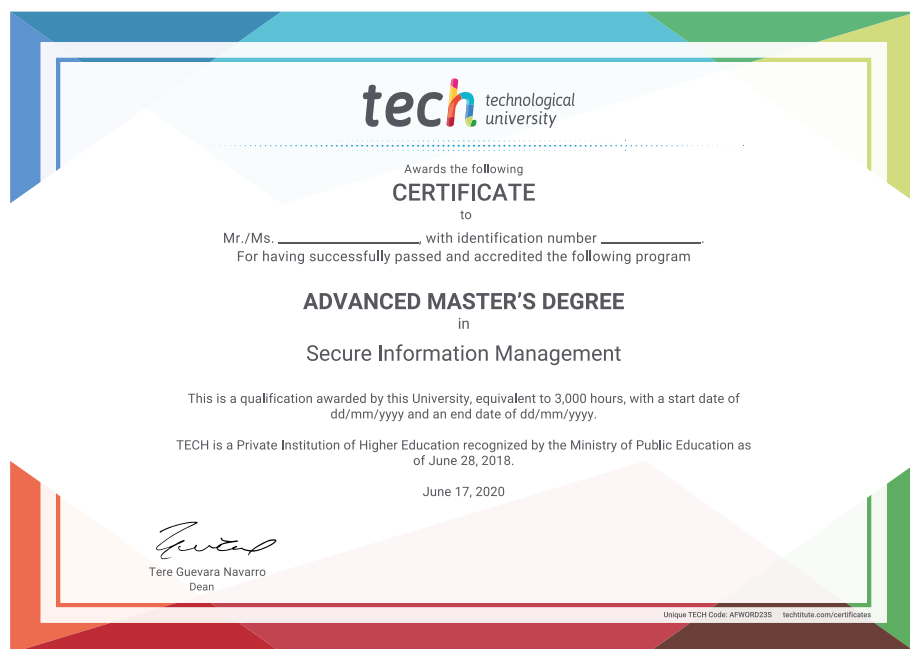 tech technological
university
Awards the following
CERTIFICATE
to
Mr./Ms. ____________, with identification number ____________.
For having successfully passed and accredited the following program
ADVANCED MASTER'S DEGREE
in
Secure Information Management
This is a qualification awarded by this University, equivalent to 3,000 hours, with a start date of
dd/mm/yyyy and an end date of dd/mm/yyyy.
TECH is a Private Institution of Higher Education recognized by the Ministry of Public Education as
of June 28, 2018.
June 17, 2020
Tere Guevara Navarro
Dean
Unique TECH Code: AFWORD23S techtitute.com/certificates